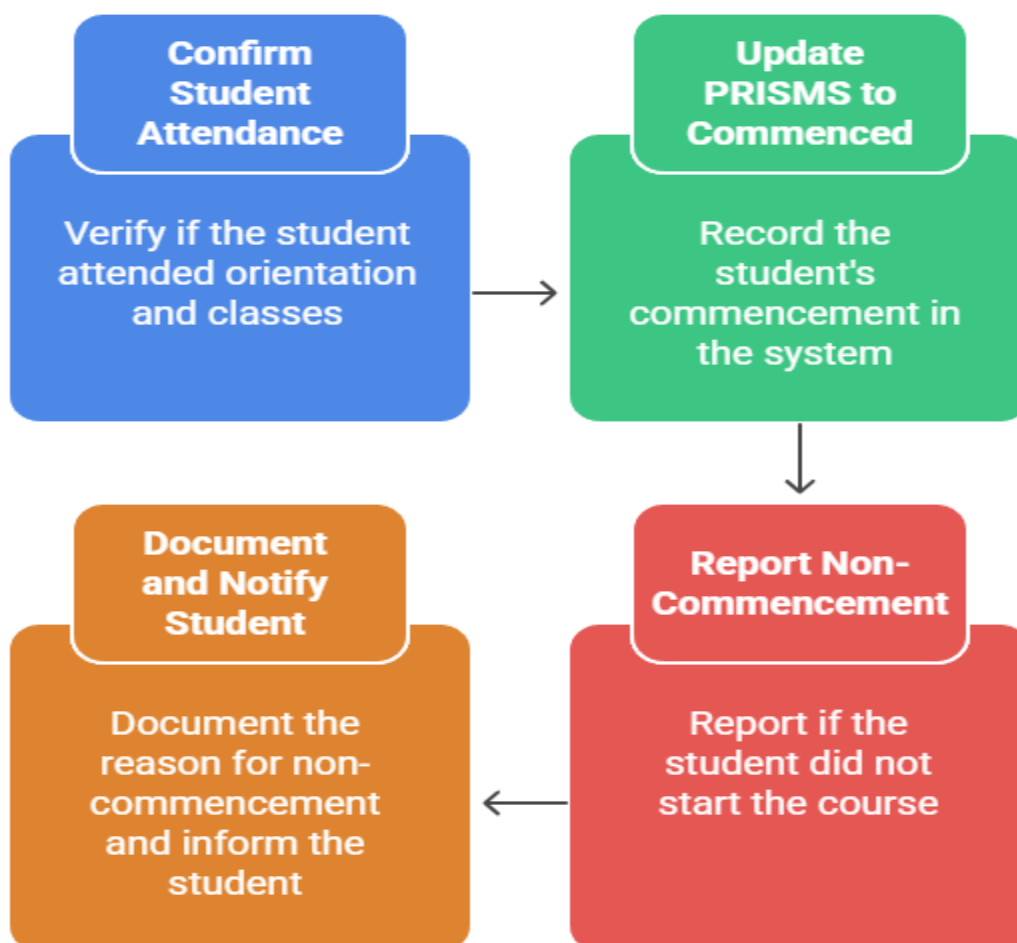 Confirm
Student
Attendance
Verify if the student
attended orientation
and classes
Update
PRISMS to
Commenced
Record the
student's
commencement in
the system
Report Non-
Commencement
Report if the
student did not
start the course
Document
and Notify
Student
Document the
reason for non-
commencement
and inform the
student